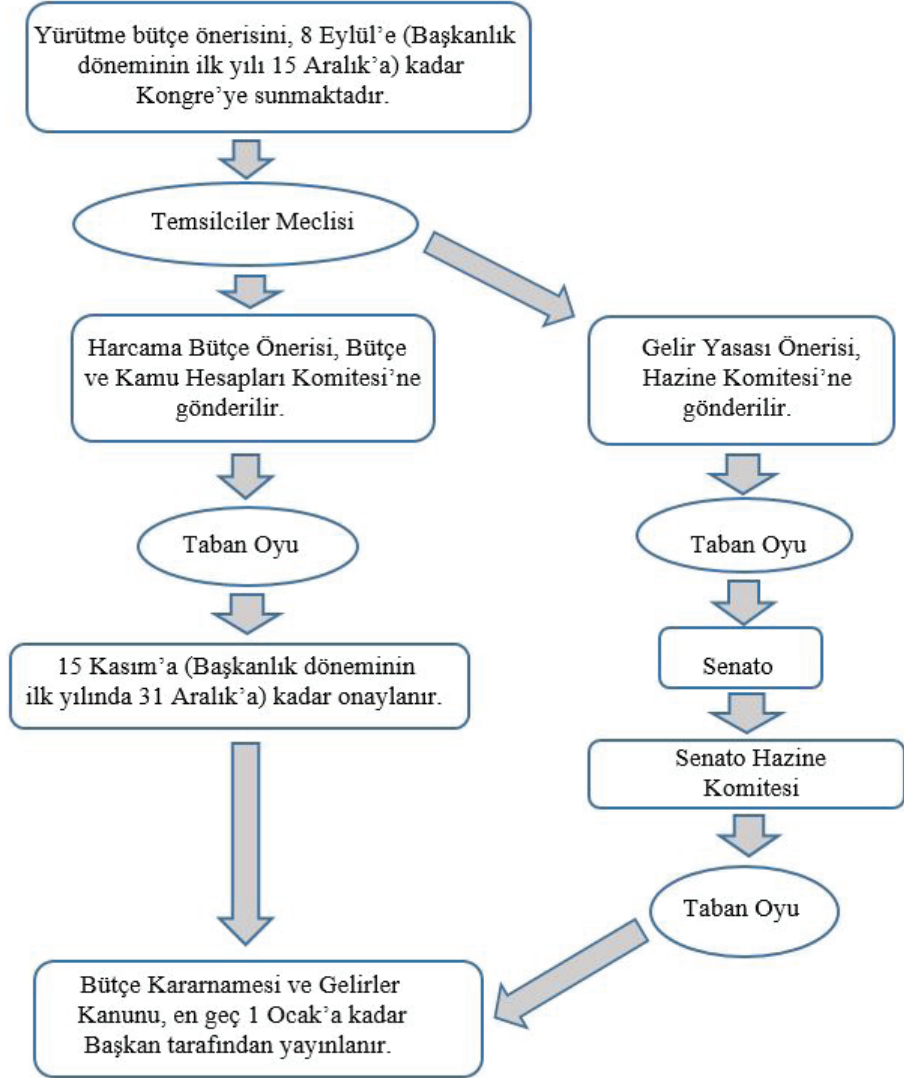 Yürütme bütçe önerisini, 8 Eylül’e (Başkanlık
döneminin ilk yılı 15 Aralık’a) kadar
Kongre’ye sunmaktadır.
Temsilciler Meclisi
Harcama Bütçe Önerisi, Bütçe
ve Kamu Hesapları Komitesi’ne
gönderilir.
Gelir Yasası Önerisi,
Hazine Komitesi’ne
gönderilir.
Taban Oyu
Taban Oyu
15 Kasım’a (Başkanlık döneminin
ilk yılında 31 Aralık’a) kadar onaylanır.
Senato
Senato Hazine
Komitesi
Taban Oyu
Bütçe Kararnamesi ve Gelirler
Kanunu, en geç 1 Ocak’a kadar
Başkan tarafından yayınlanır.